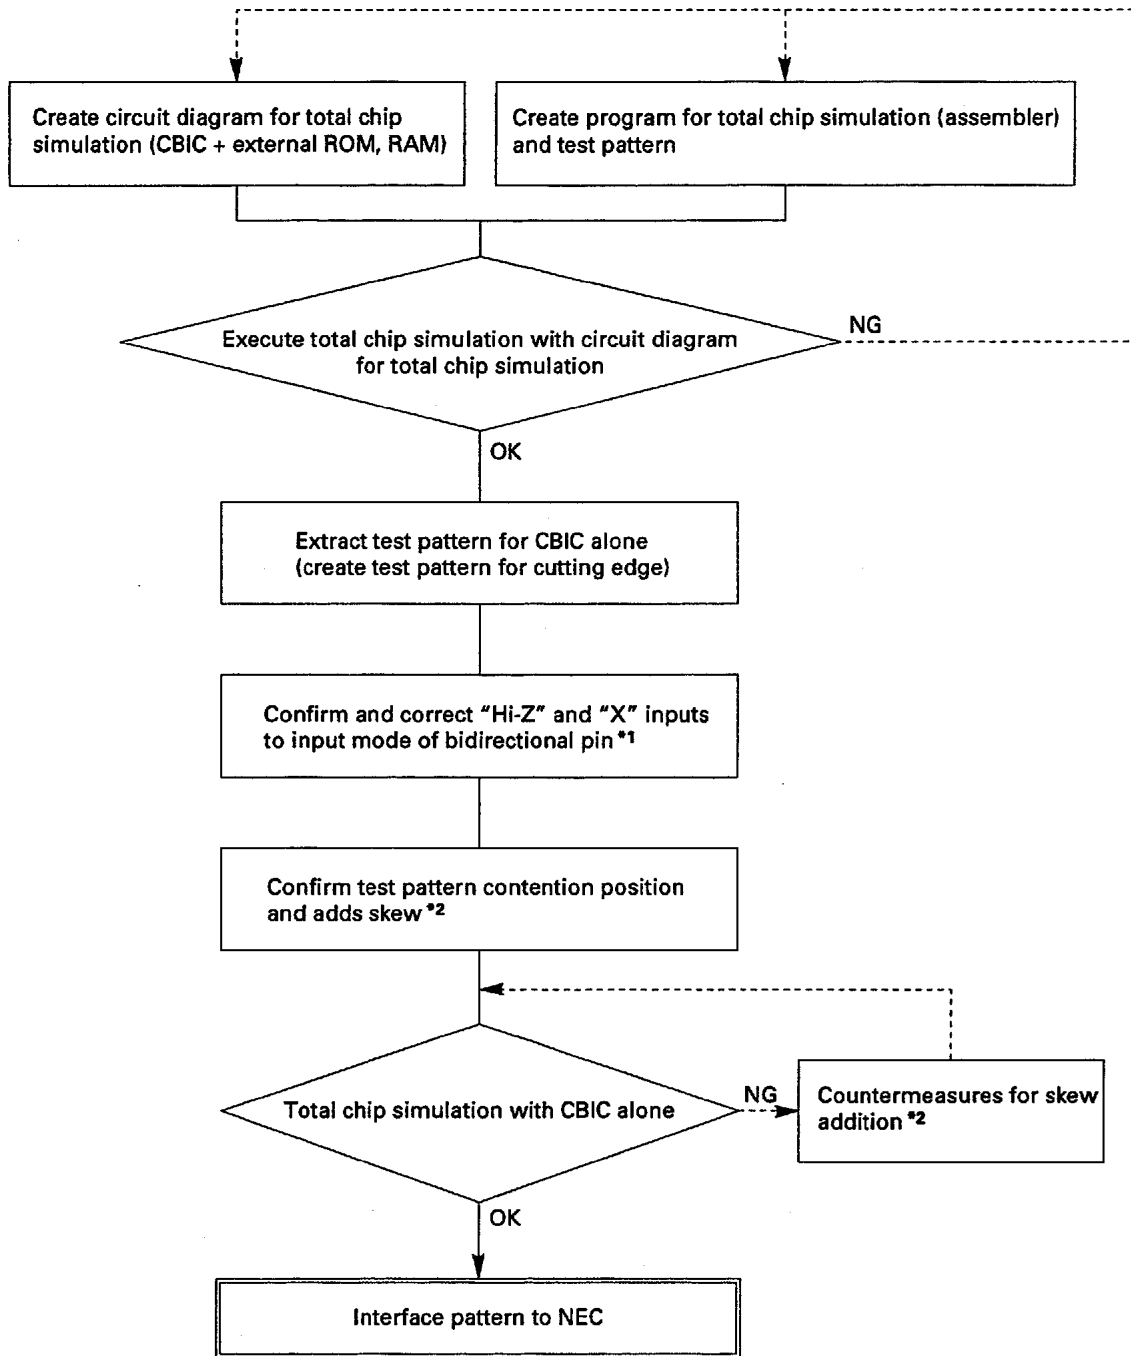 Create circuit diagram for total chip
simulation (CBIC + external ROM, RAM)
Create program for total chip simulation (assembler)
and test pattern
Execute total chip simulation with circuit diagram
for total chip simulation
NG
OK
Extract test pattern for CBIC alone
(create test pattern for cutting edge)
Confirm and correct "Hi-Z" and "X" inputs
to input mode of bidirectional pin *1
Confirm test pattern contention position
and adds skew *2
Total chip simulation with CBIC alone
NG
Countermeasures for skew
addition *2
OK
Interface pattern to NEC